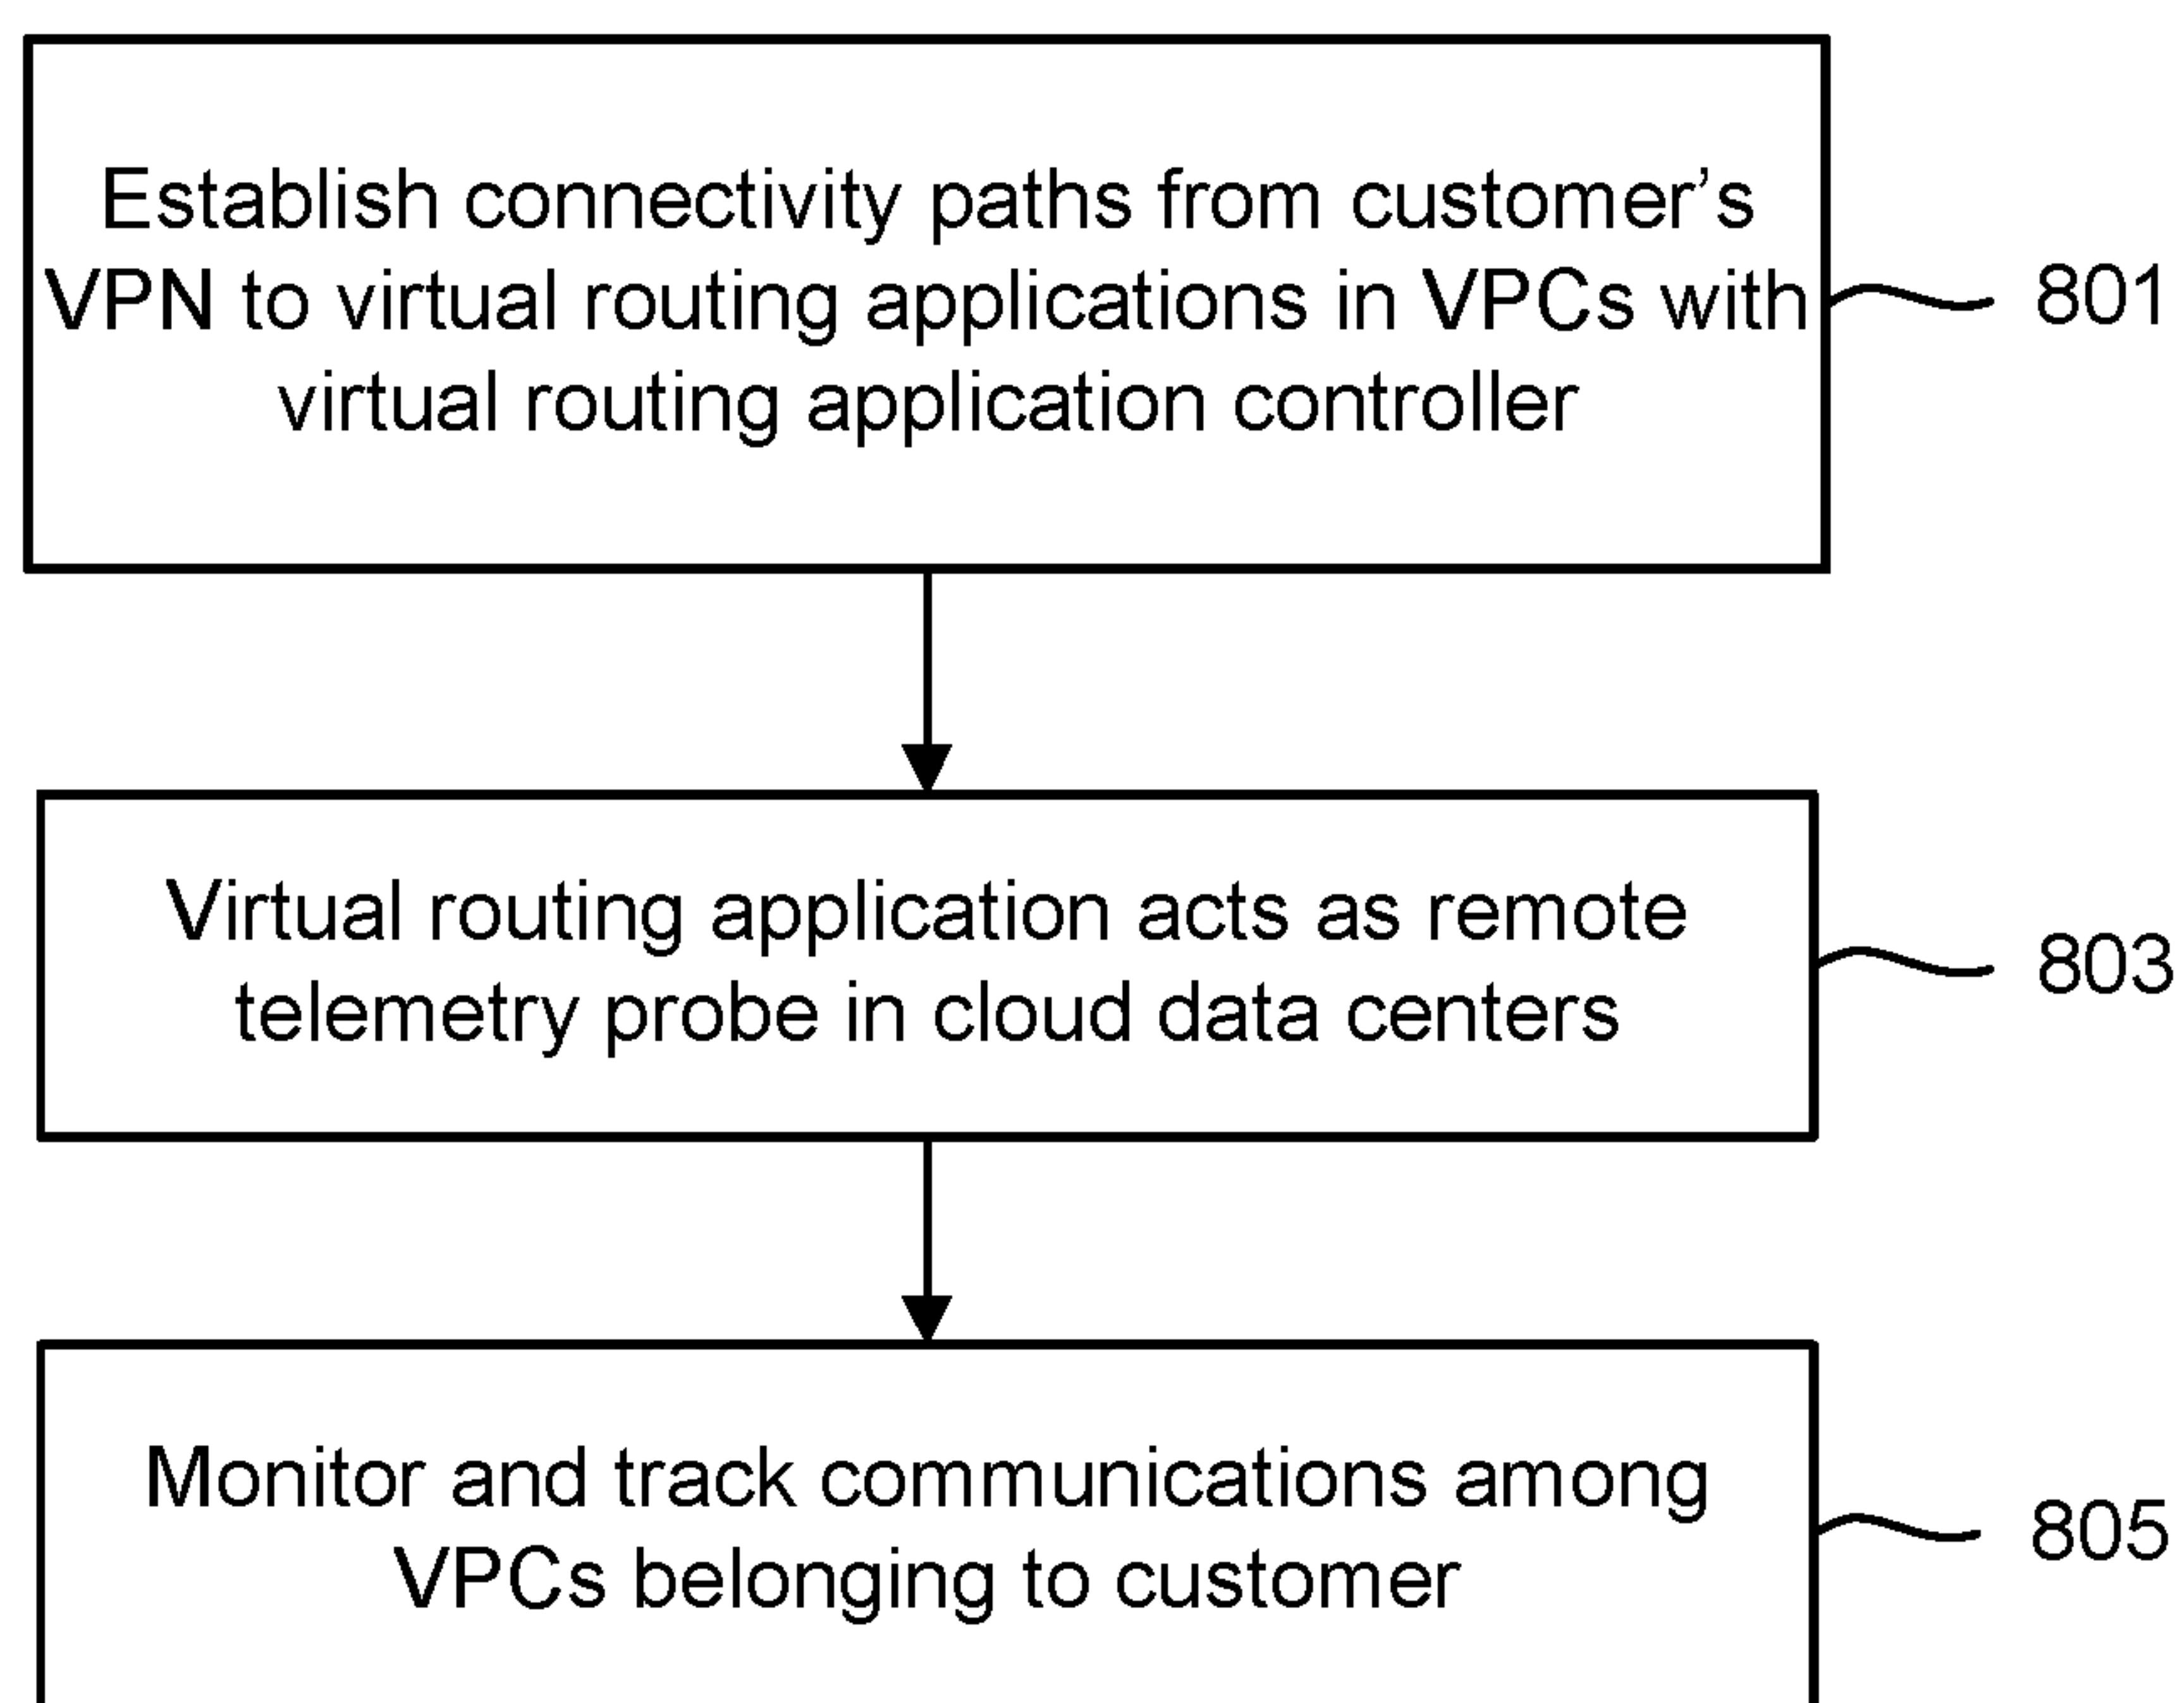 Establish connectivity paths from customer’s
VPN to virtual routing applications in VPCs with
virtual routing application controller
801
Virtual routing application acts as remote
telemetry probe in cloud data centers
803
Monitor and track communications among
VPCs belonging to customer
805